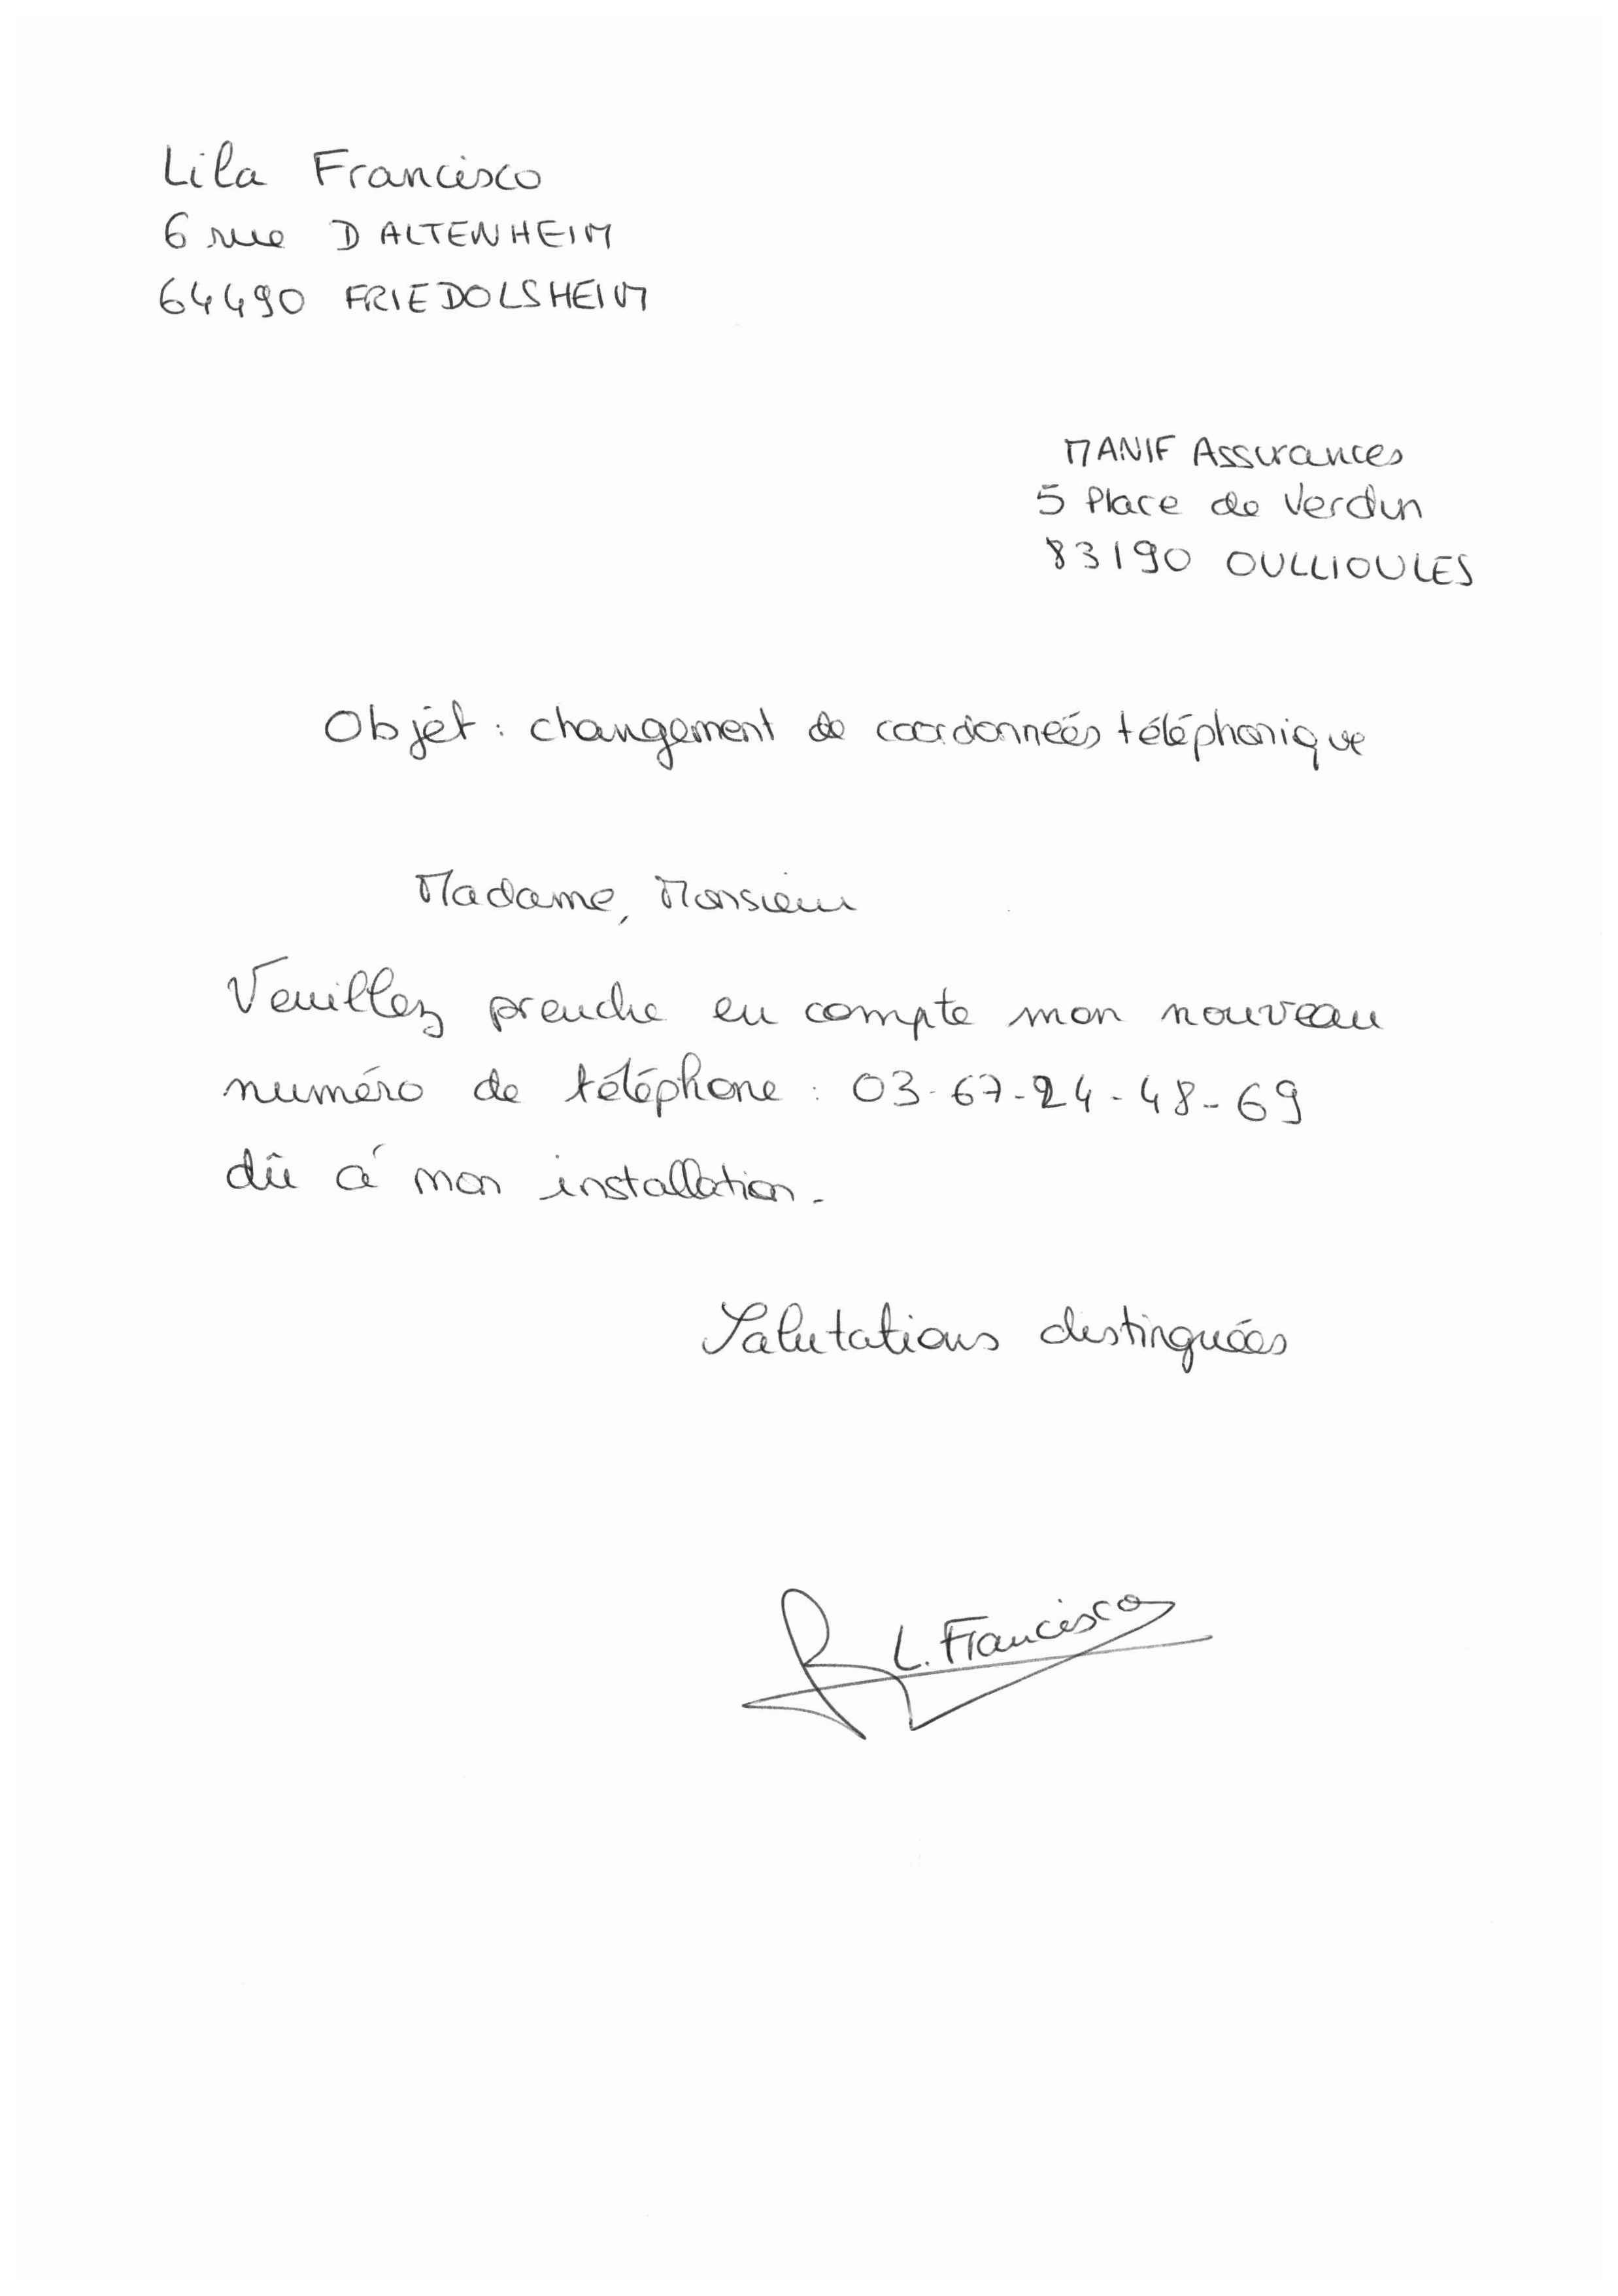 Lila Francisco
6 rue D ALTENHEIM
64490 FRIEDOLSHEIM
MANIF Assurances
5 Place de Verdun
83190 OULLIOULES
Objet : changement de coordonneés téléphonique
Madame, Monsieur
Veuillez prendre en compte mon nouveau
numéro de téléphone : 03-67-24-48-69
dû á mon installation.
Salutations distinguées
L. Francisco